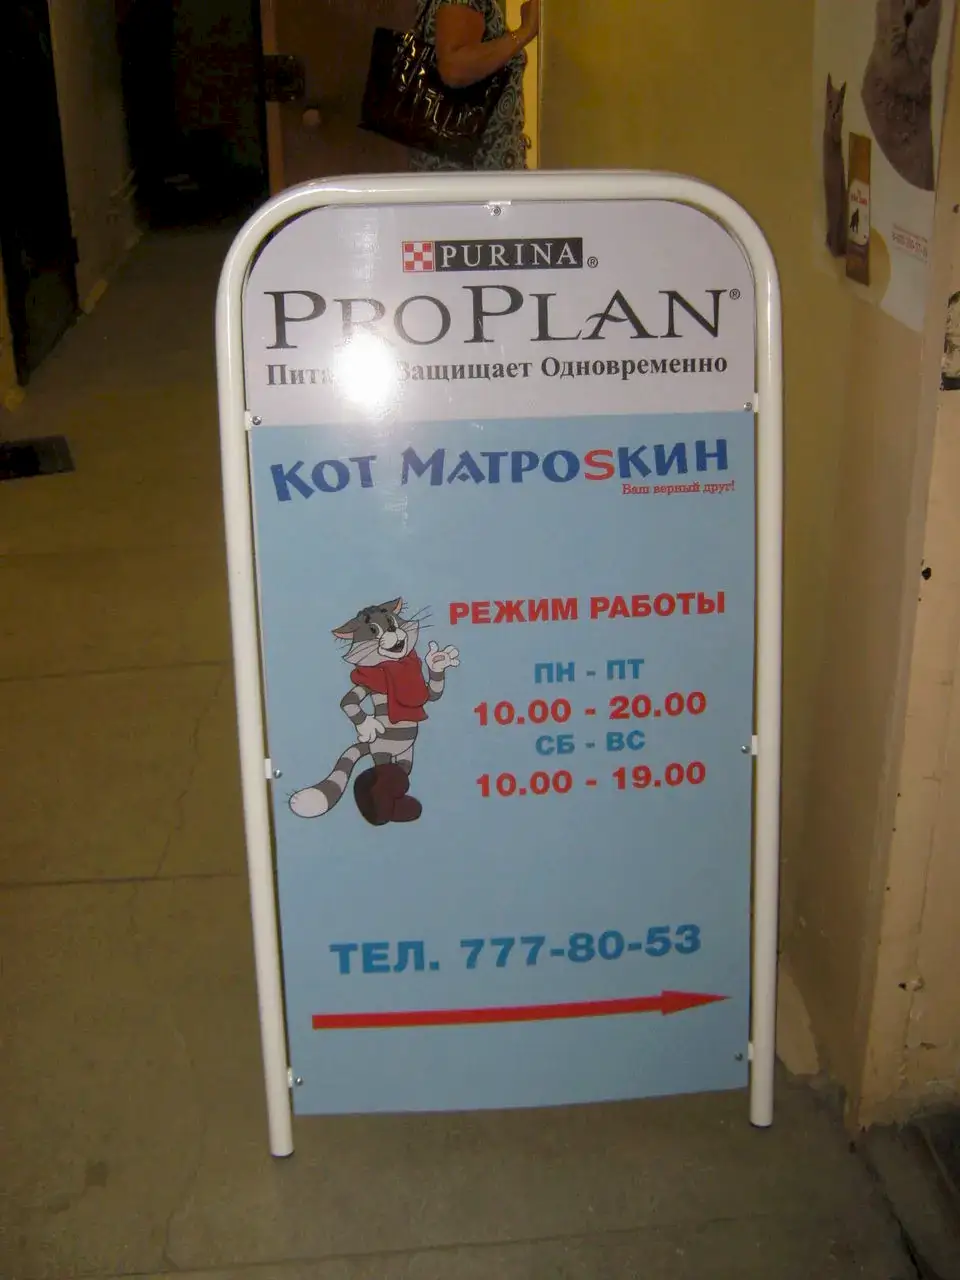 PURINA®
PROPLAN®
Защищает Одновременно
КОТ МАТРОSКИН
Ваш верный друг!
РЕЖИМ РАБОТЫ
ПН - ПТ
10.00 - 20.00
СБ - ВС
10.00 - 19.00
ТЕЛ. 777-80-53